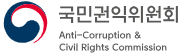 국민권익위원회
Anti-Corruption &
Civil Rights Commission